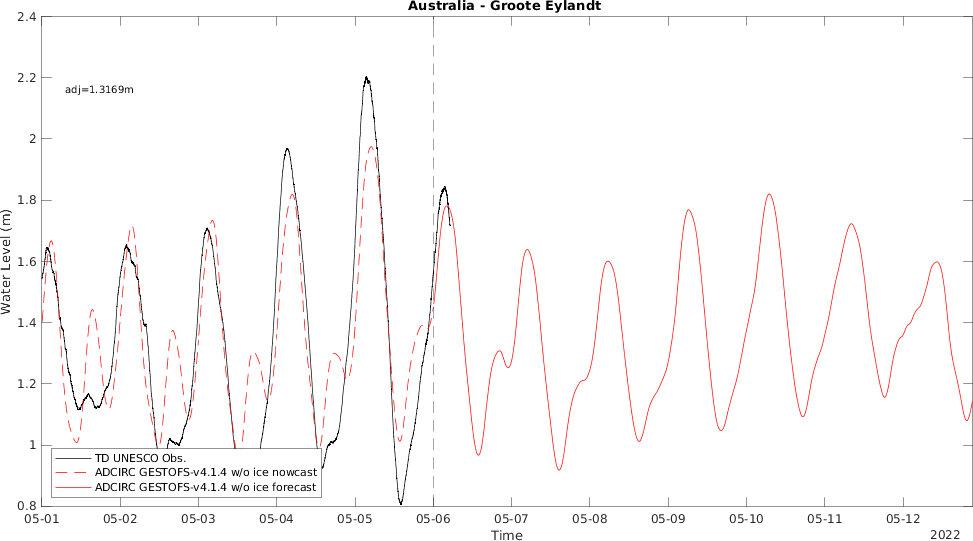 Australia - Groote Eylandt
2.4
2.2
adj=1.3169m
2
1.8
1.6
1.4
1.2
1
0.8
Water Level (m)
TD UNESCO Obs.
ADCIRC GESTOFS-v4.1.4 w/o ice nowcast
ADCIRC GESTOFS-v4.1.4 w/o ice forecast
05-01 05-02 05-03 05-04 05-05 05-06 05-07 05-08 05-09 05-10 05-11 05-12
Time
2022